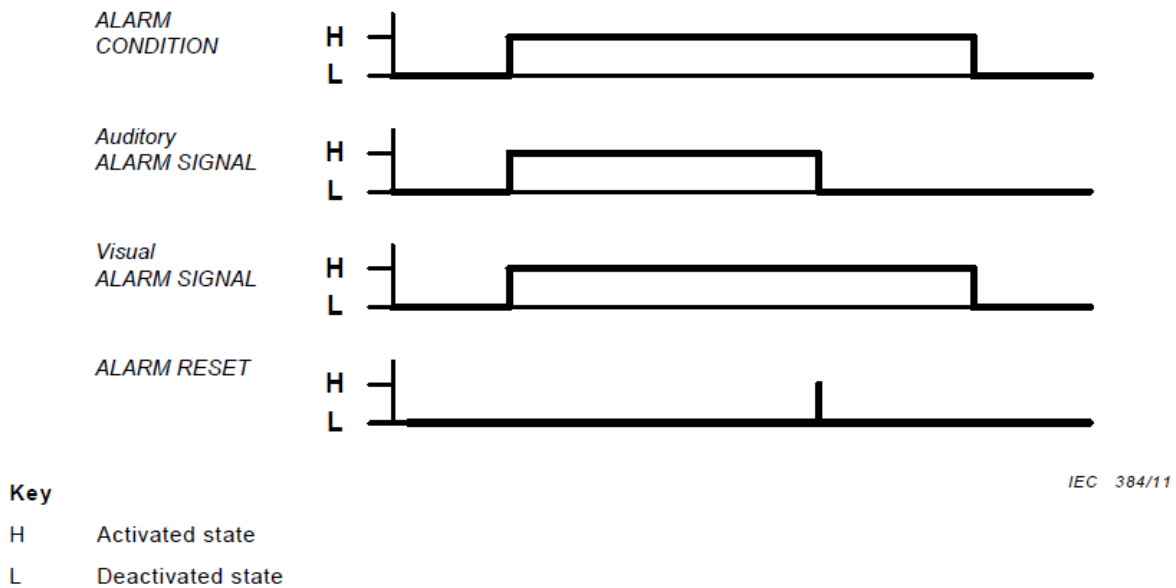 ALARM
CONDITION
H
L
Auditory
ALARM SIGNAL
H
L
Visual
ALARM SIGNAL
H
L
ALARM RESET
H
L
IEC 384/11
Key
H Activated state
L Deactivated state